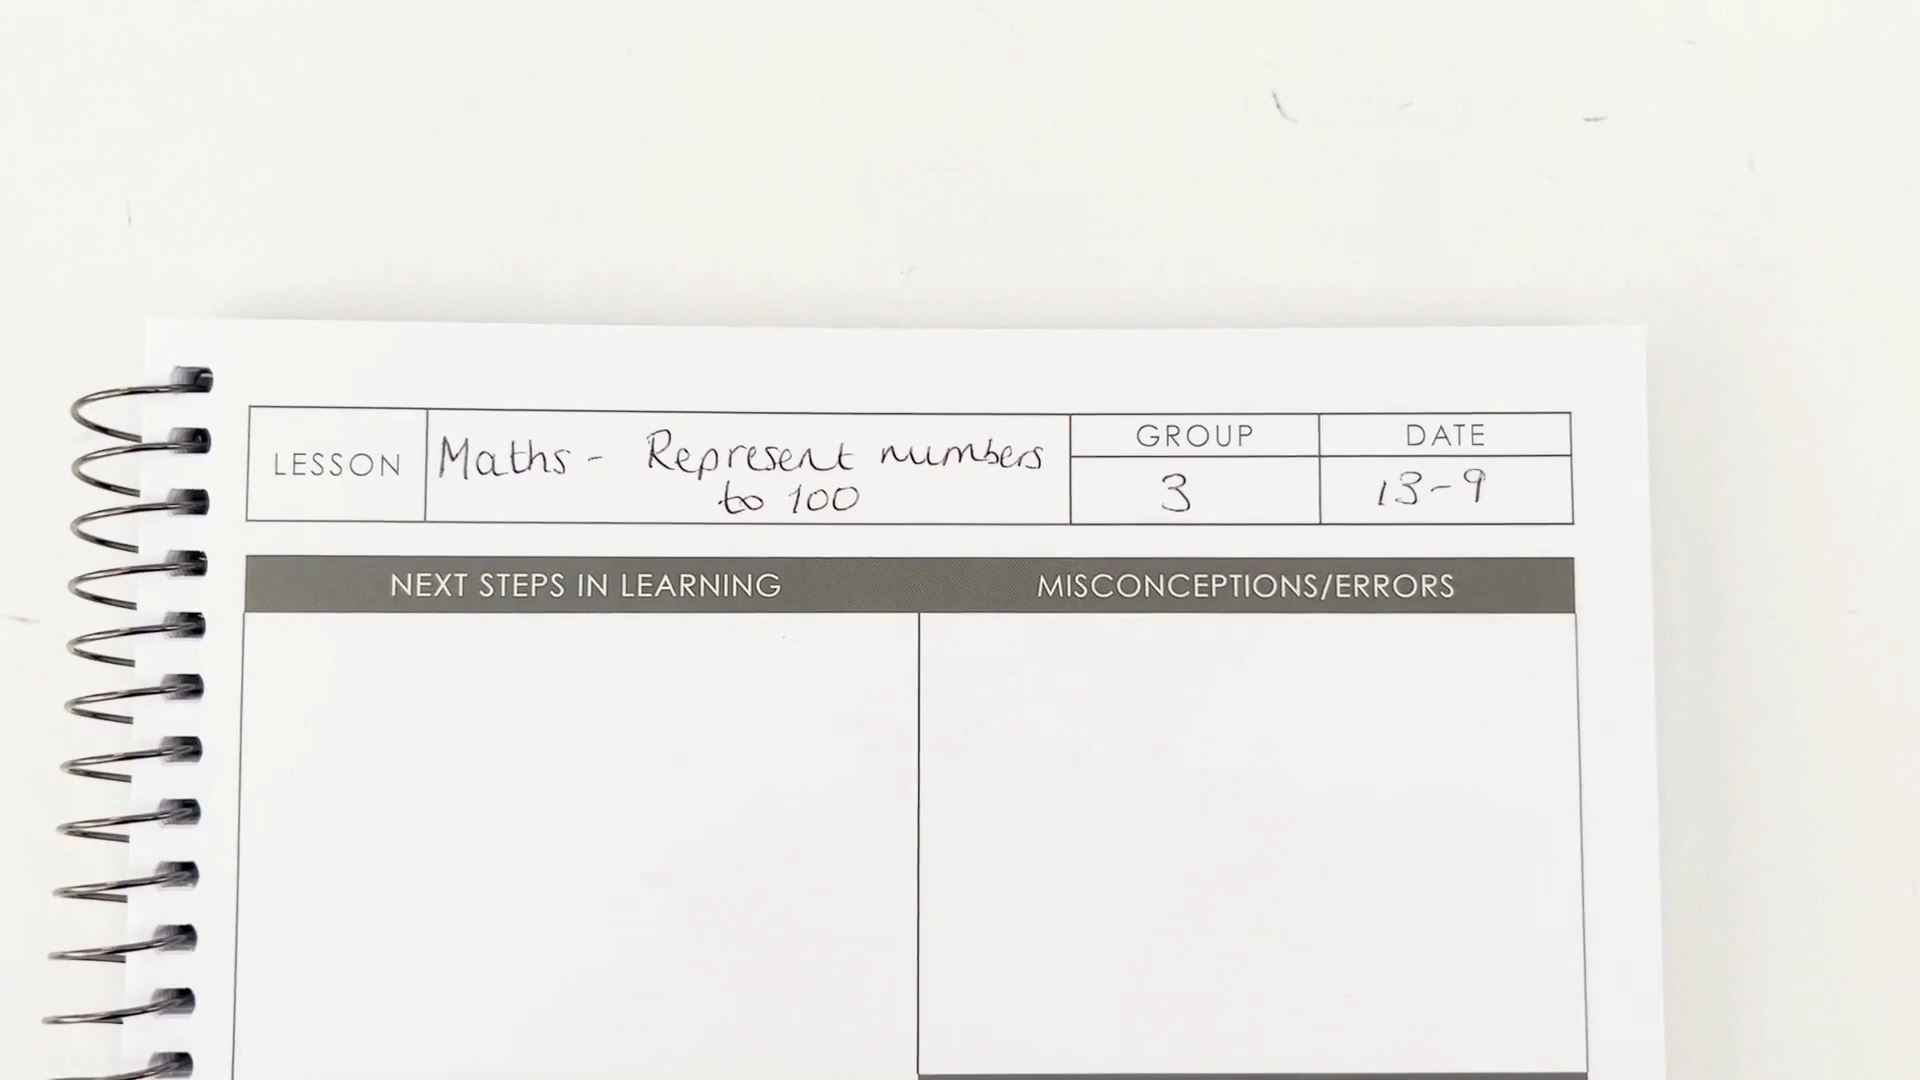 LESSON
Maths - Represent numbers
to 100
GROUP
3
DATE
13-9
NEXT STEPS IN LEARNING
MISCONCEPTIONS/ERRORS